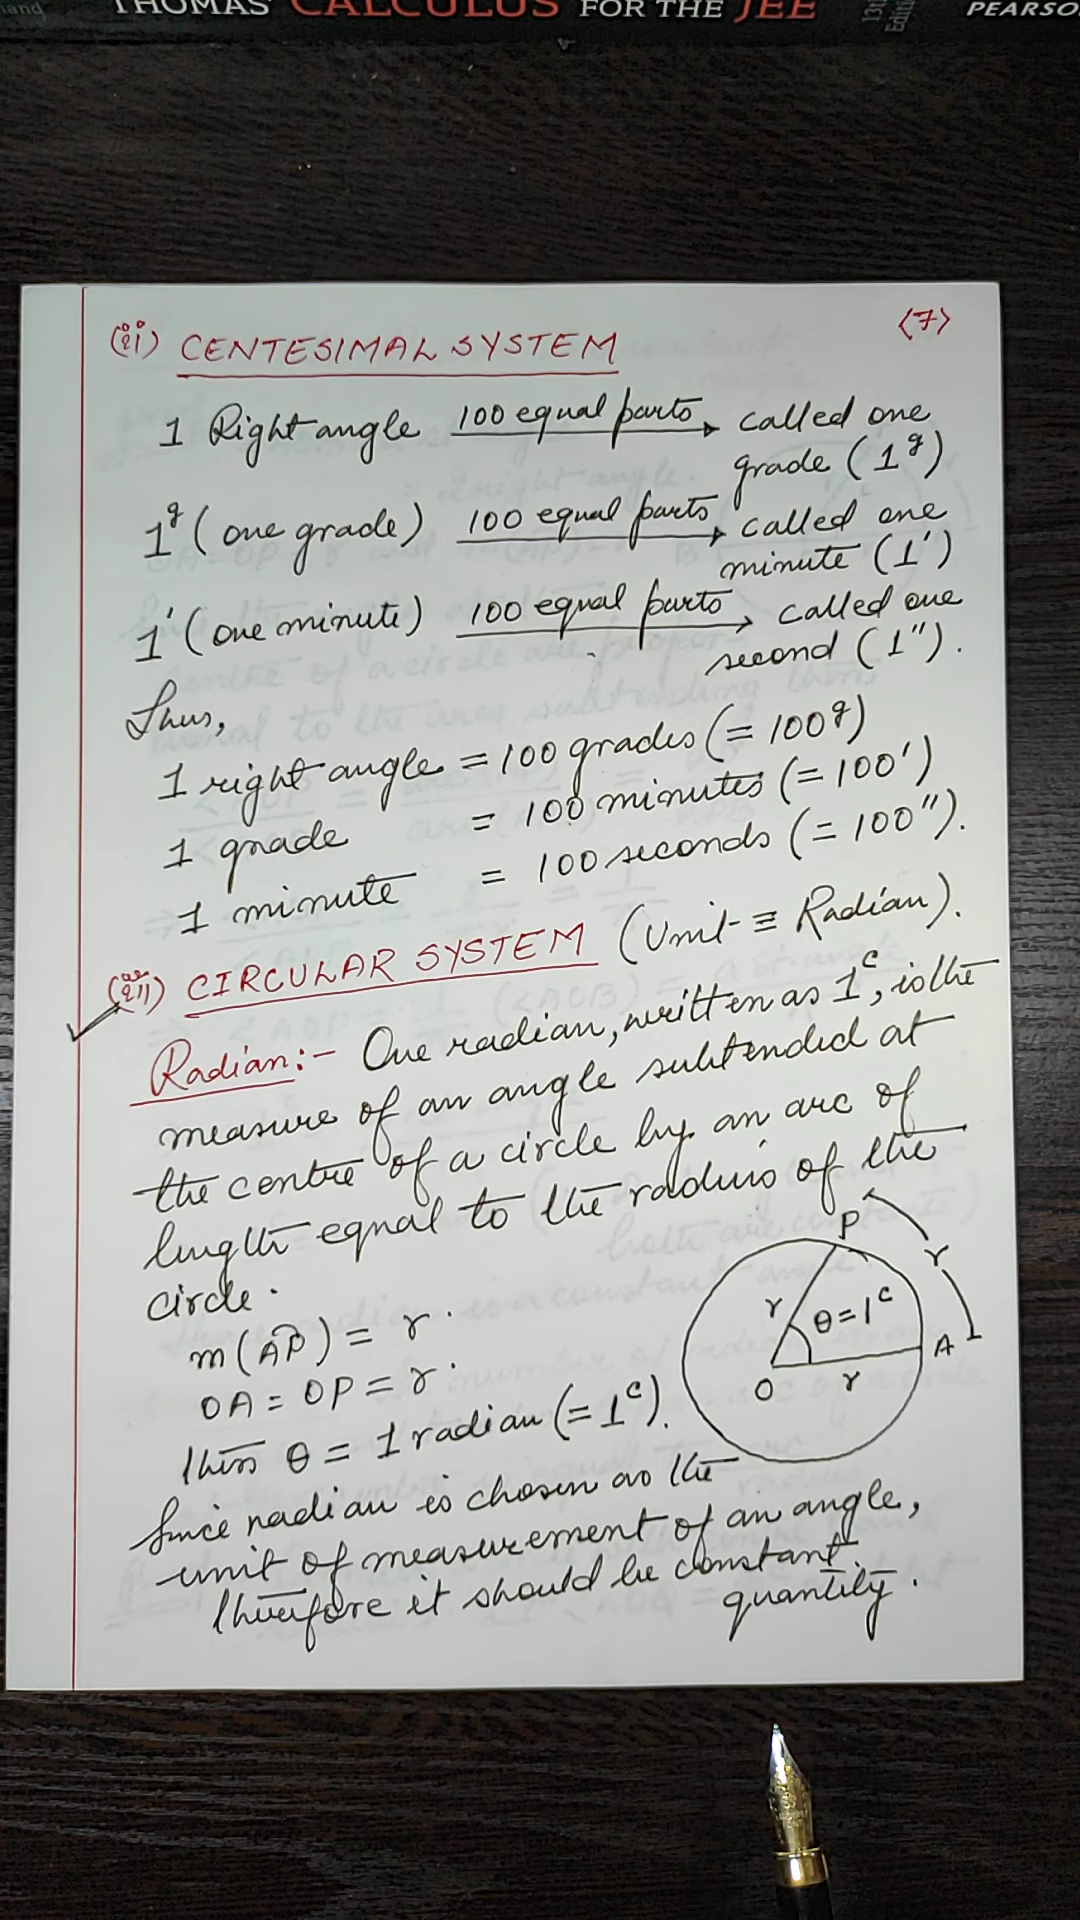 THOMAS' CALCULUS FOR THE JEE 13th Edition PEARSON
(ii) CENTESIMAL SYSTEM
<7>
1 Right angle 100 equal parts called one
grade (1ᵍ)
1ᵍ (one grade) 100 equal parts called one
minute (1')
1' (one minute) 100 equal parts called one
second (1").
Thus,
1 right angle = 100 grades (= 100ᵍ)
1 grade = 100 minutes (= 100')
1 minute = 100 seconds (= 100").
(iii) CIRCULAR SYSTEM (Unit ≡ Radian).
Radian:- One radian, written as 1ᶜ, is the
measure of an angle subtended at
the centre of a circle by an arc of
length equal to the radius of the
circle.
m(A͡P) = r.
OA = OP = r.
Thus θ = 1 radian (= 1ᶜ).
P
r
r
θ = 1ᶜ
A
O
r
Since radian is chosen as the
unit of measurement of an angle,
therefore it should be constant
quantity.